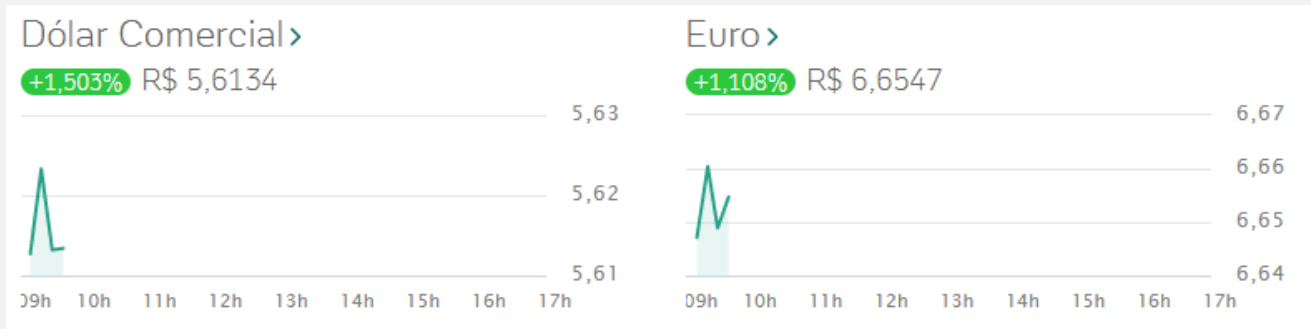 Dólar Comercial >
+1,503% R$ 5,6134
5,63
5,62
5,61
09h 10h 11h 12h 13h 14h 15h 16h 17h
Euro >
+1,108% R$ 6,6547
6,67
6,66
6,65
6,64
09h 10h 11h 12h 13h 14h 15h 16h 17h